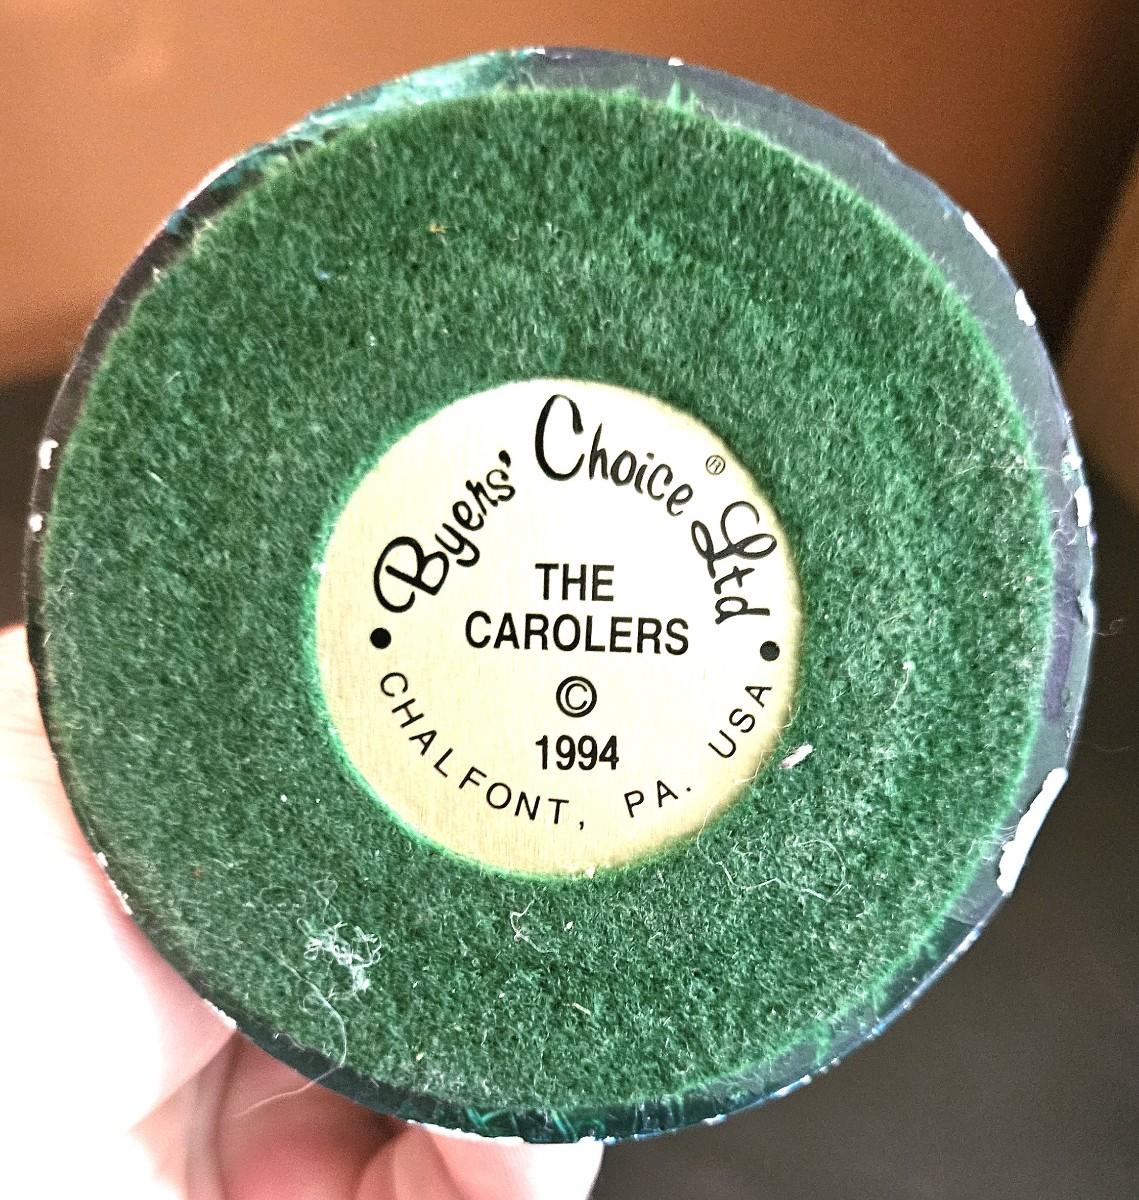 Byers' Choice® Ltd
THE
CAROLERS
©
1994
• CHALFONT, PA. USA •